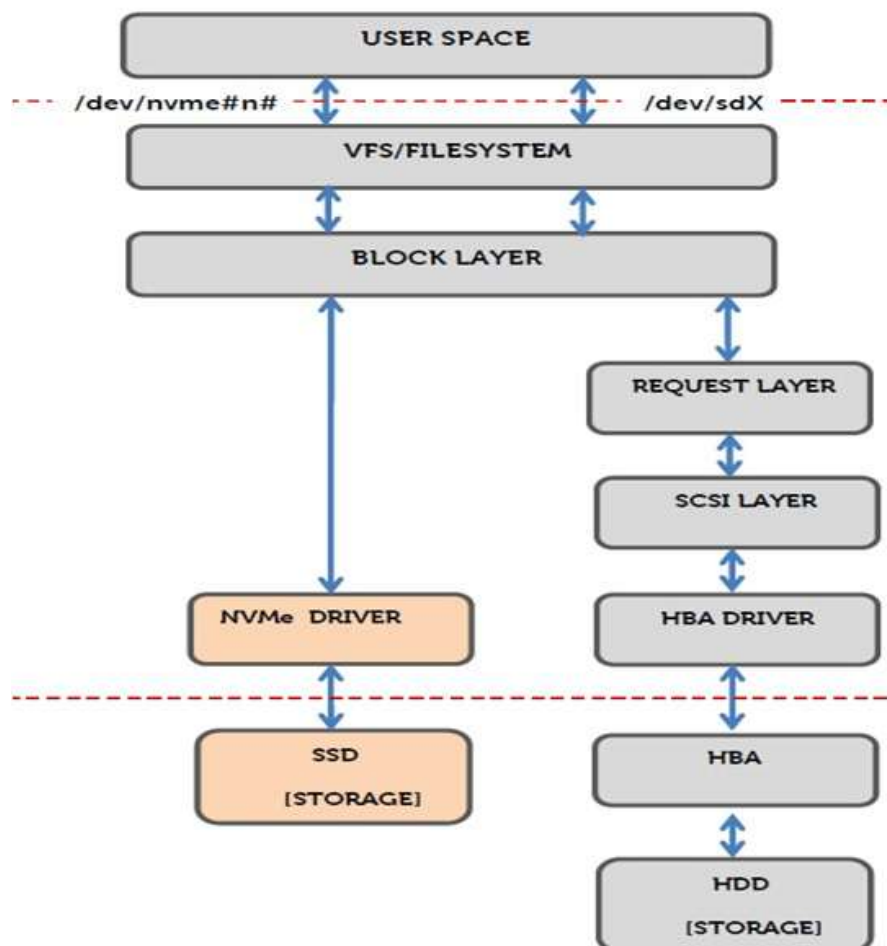 USER SPACE
/dev/nvme#n# /dev/sdX
VFS/FILESYSTEM
BLOCK LAYER
REQUEST LAYER
SCSI LAYER
NVMe DRIVER HBA DRIVER
SSD HBA
[STORAGE]
HDD
[STORAGE]